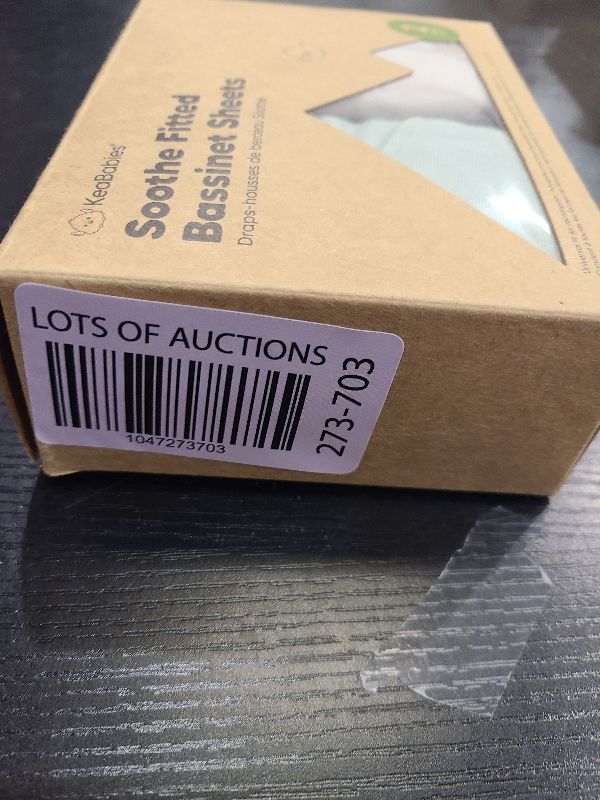 KeaBabies
Soothe Fitted
Bassinet Sheets
Draps-housses de berceau Soothe
LOTS OF AUCTIONS
1047273703
273-703